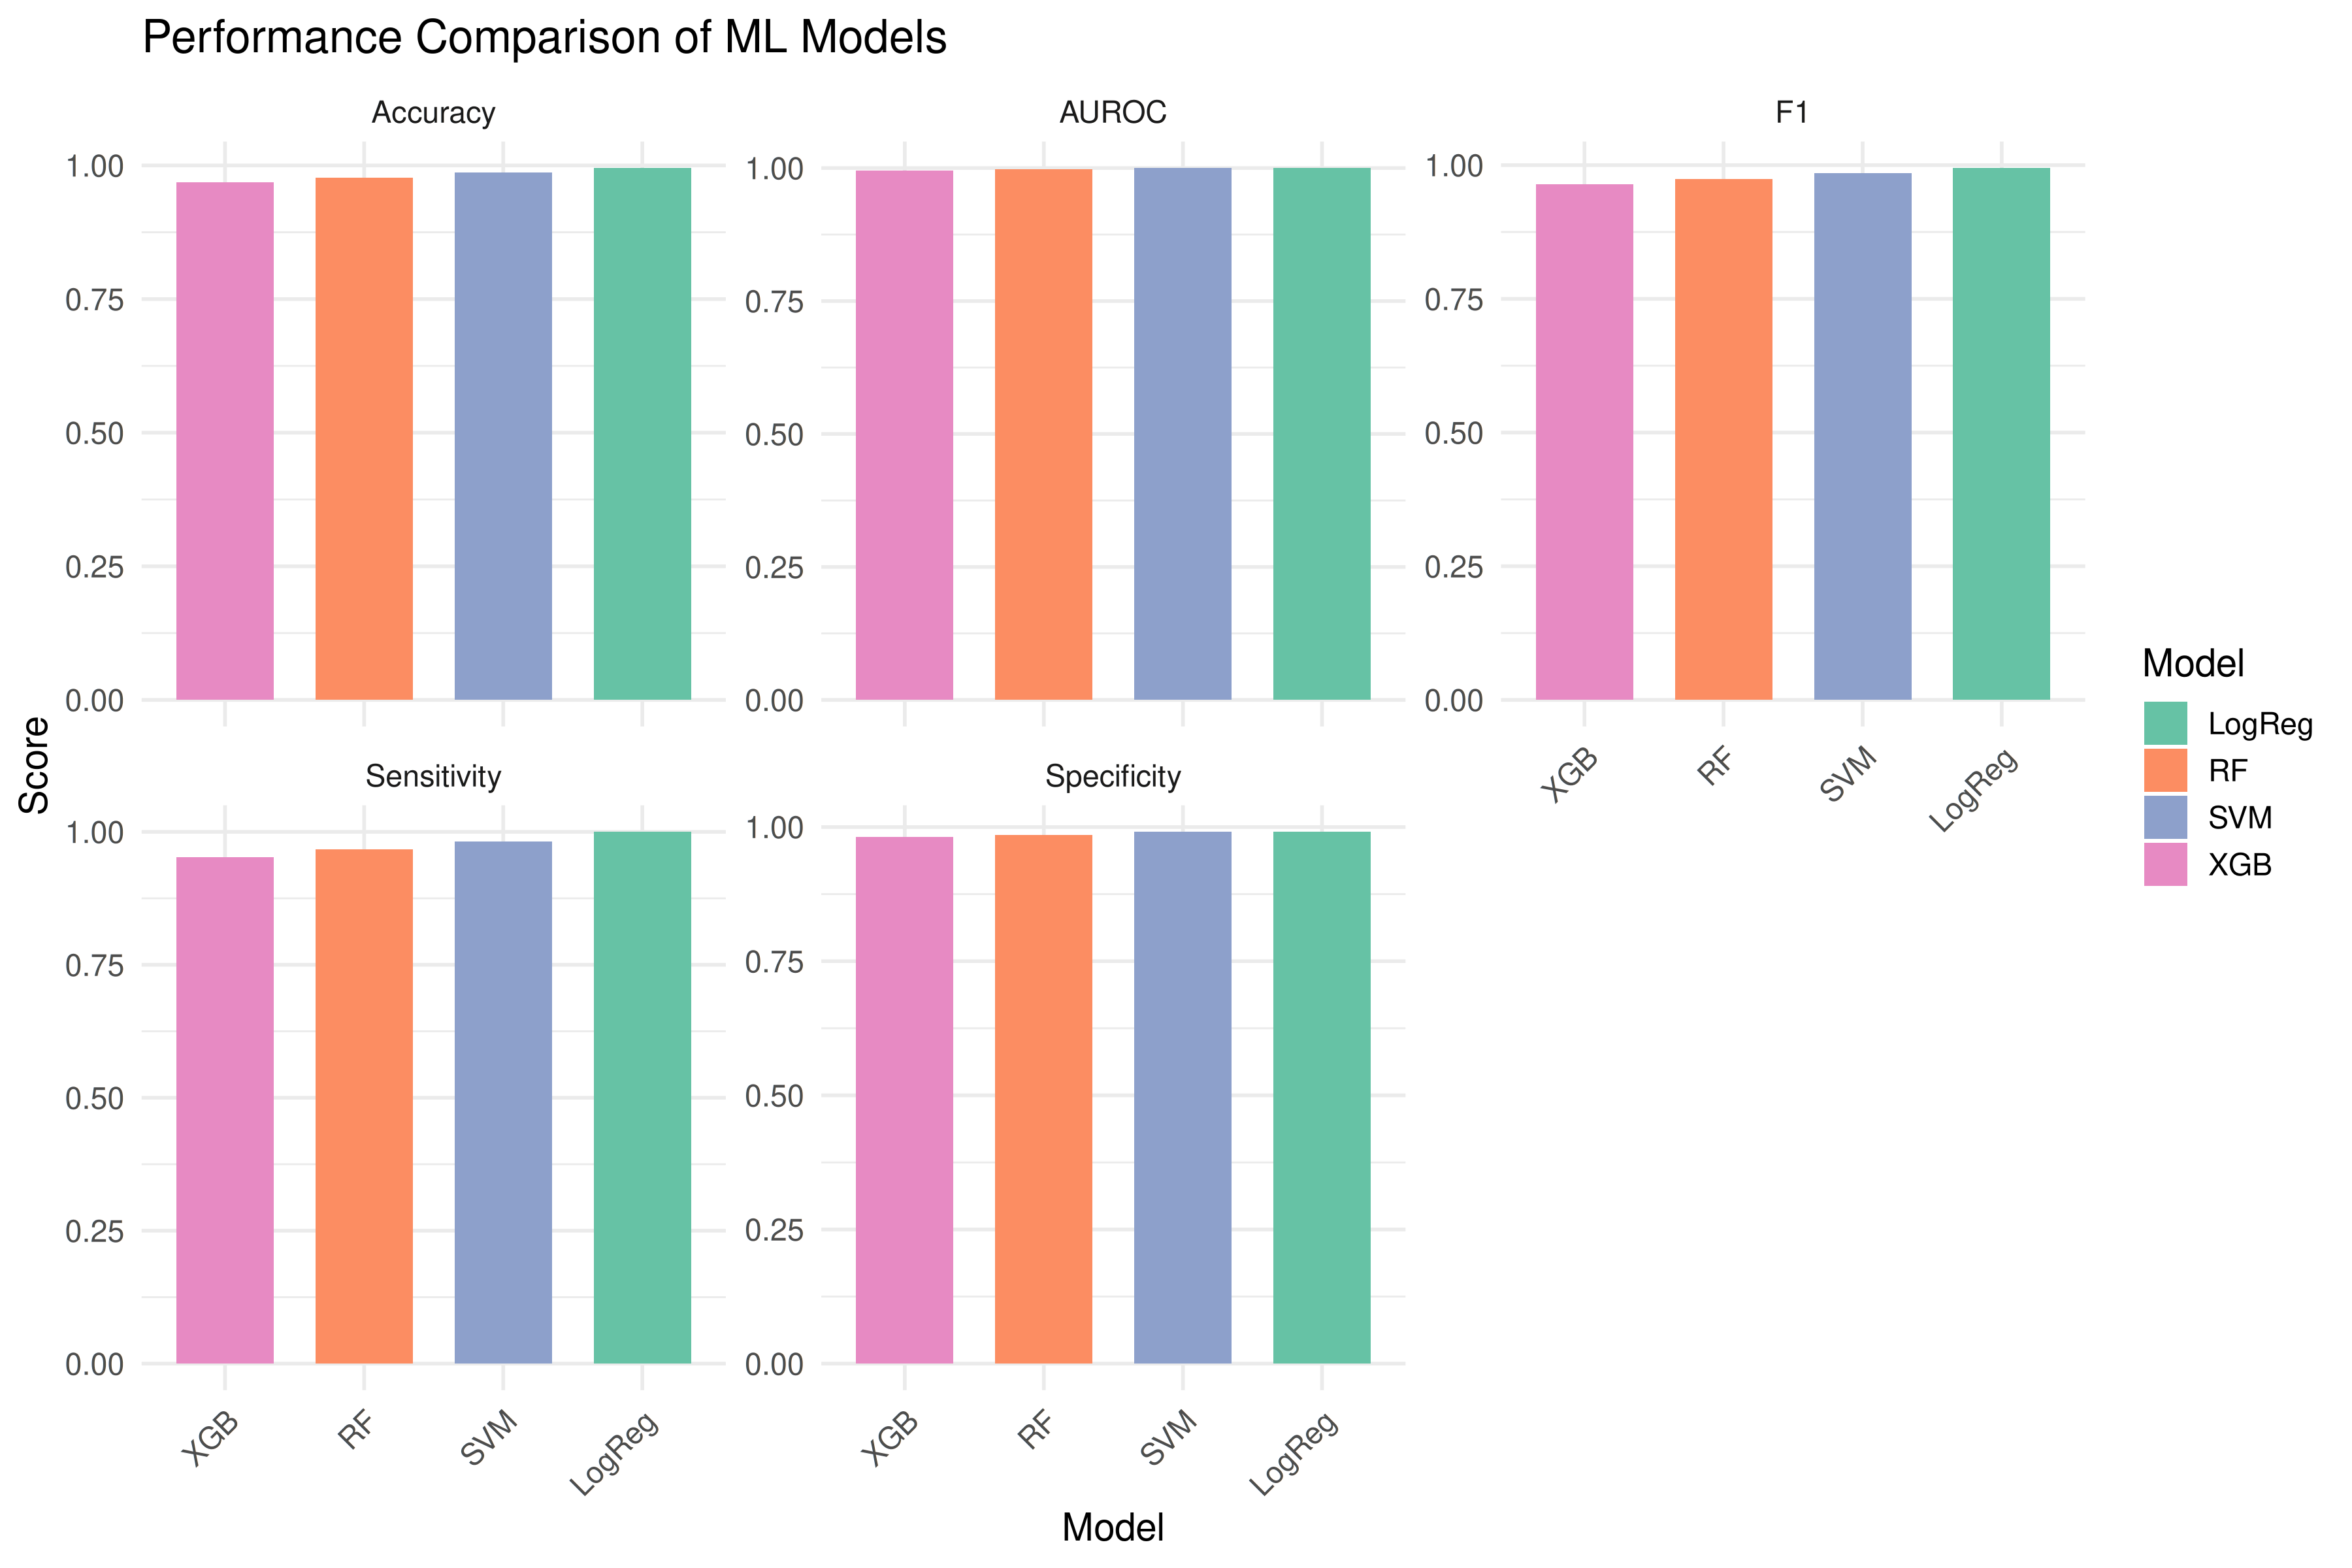 Performance Comparison of ML Models
Accuracy
AUROC
F1
1.00
0.75
0.50
0.25
0.00
1.00
0.75
0.50
0.25
0.00
1.00
0.75
0.50
0.25
0.00
XGB
RF
SVM
LogReg
Sensitivity
Specificity
1.00
0.75
0.50
0.25
0.00
1.00
0.75
0.50
0.25
0.00
XGB
RF
SVM
LogReg
XGB
RF
SVM
LogReg
Score
Model
Model
LogReg
RF
SVM
XGB